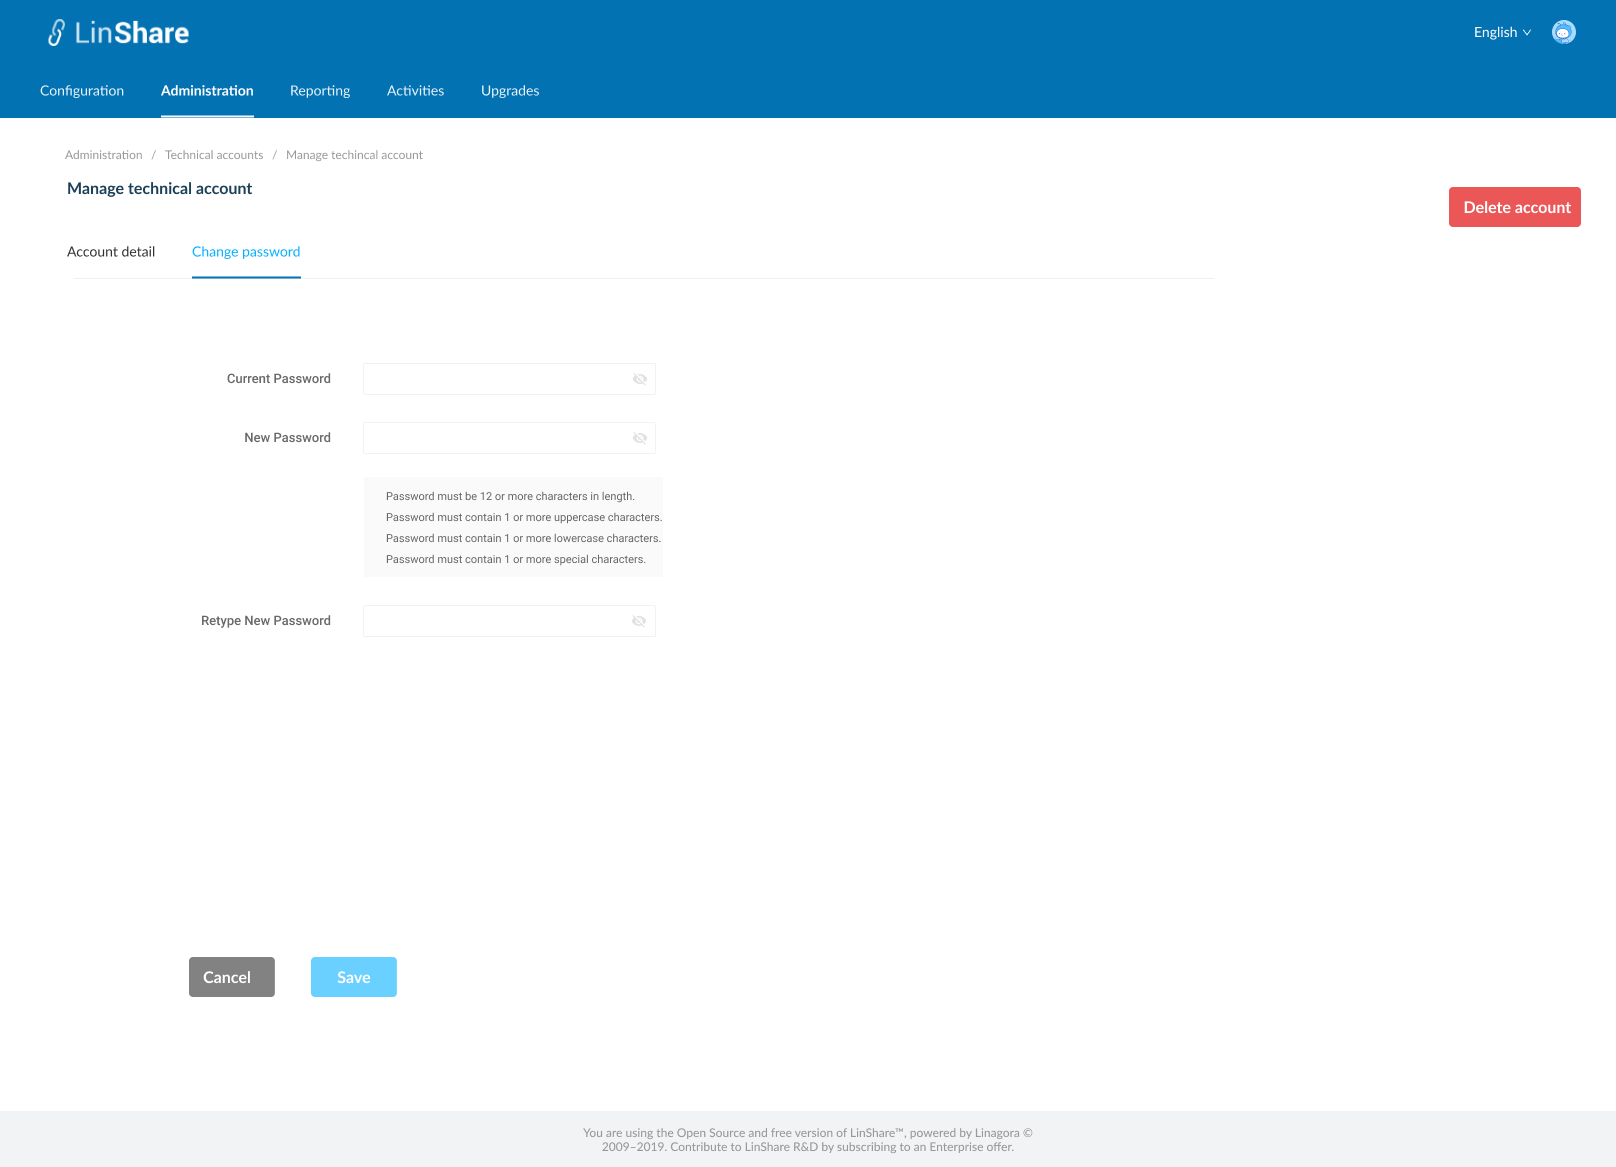 LinShare
English
Configuration Administration Reporting Activities Upgrades
Administration / Technical accounts / Manage techincal account
Manage technical account
Delete account
Account detail Change password
Current Password
New Password
Password must be 12 or more characters in length.
Password must contain 1 or more uppercase characters.
Password must contain 1 or more lowercase characters.
Password must contain 1 or more special characters.
Retype New Password
Cancel Save
You are using the Open Source and free version of LinShare™, powered by Linagora ©
2009–2019. Contribute to LinShare R&D by subscribing to an Enterprise offer.